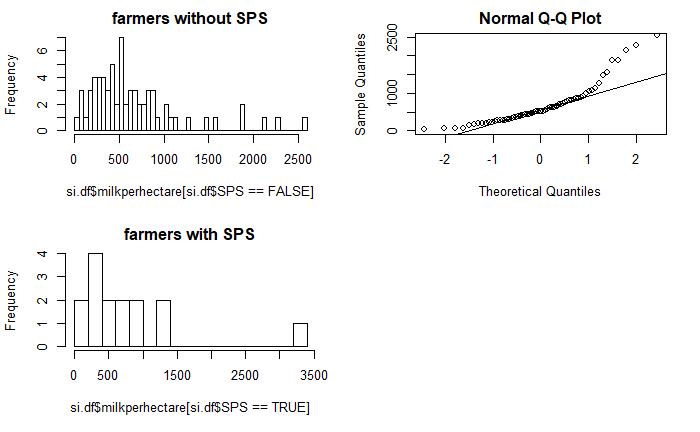 farmers without SPS
Frequency
0 2 4 6
0 500 1000 1500 2000 2500
si.df$milkperhectare[si.df$SPS == FALSE]
Normal Q-Q Plot
Sample Quantiles
0 1000 2500
-2 -1 0 1 2
Theoretical Quantiles
farmers with SPS
Frequency
0 1 2 3 4
0 500 1500 2500 3500
si.df$milkperhectare[si.df$SPS == TRUE]